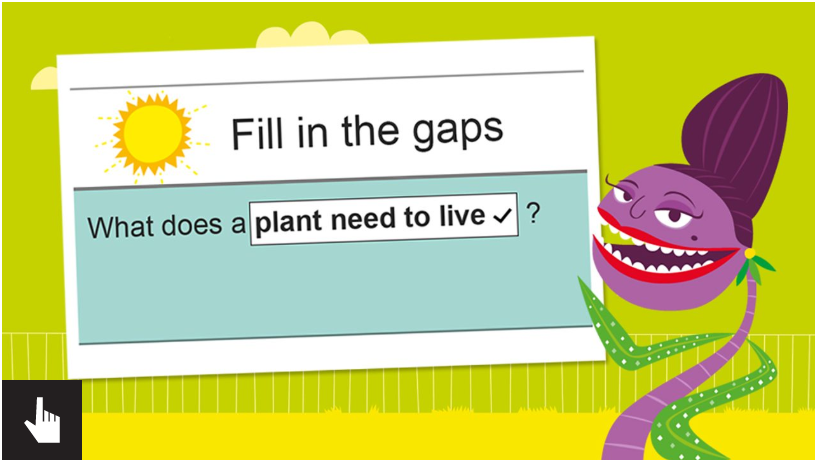 Fill in the gaps
What does a plant need to live ✓ ?